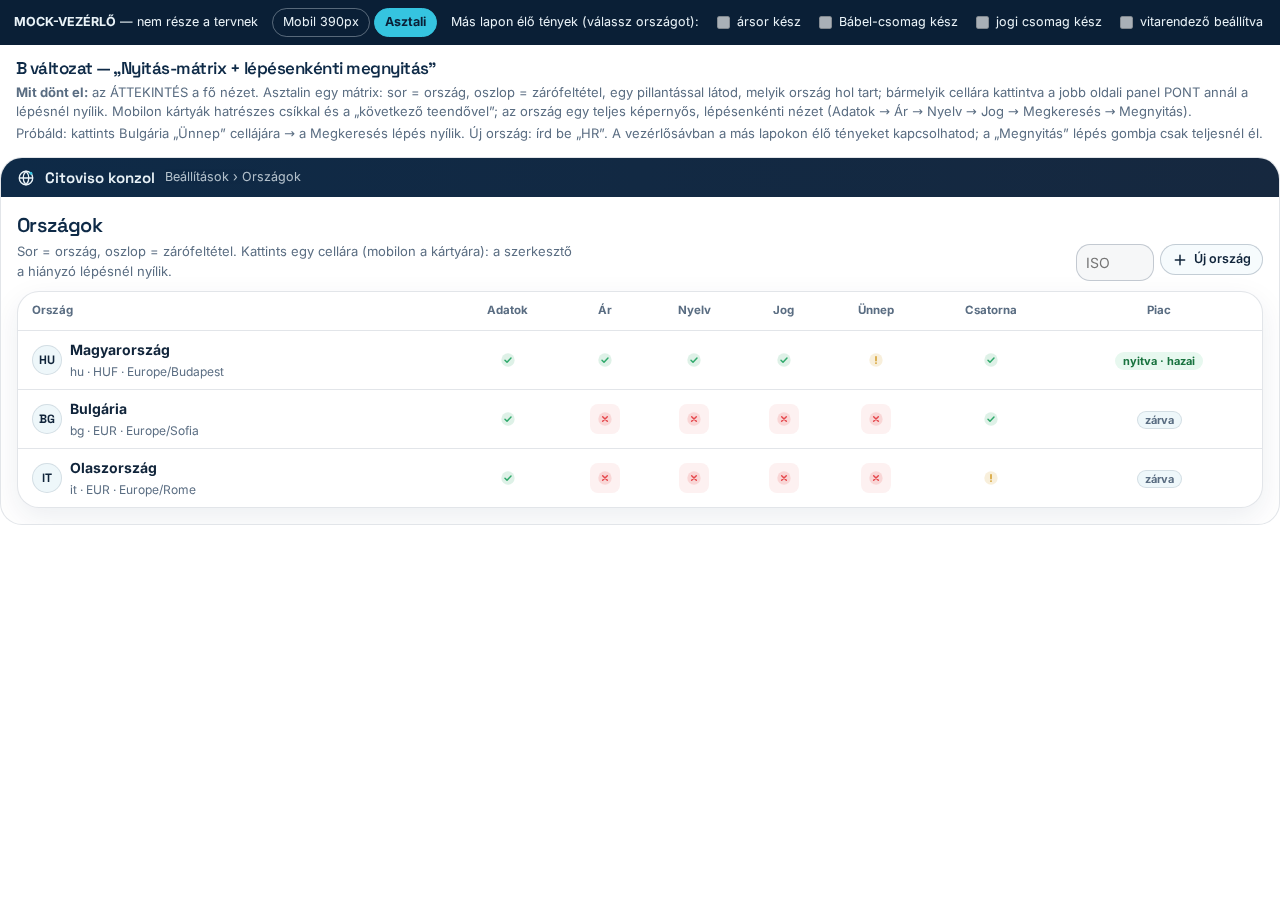 MOCK-VEZÉRLŐ — nem része a tervnek Mobil 390px Asztali Más lapon élő tények (válassz országot): ársor kész Bábel-csomag kész jogi csomag kész vitarendező beállítva
B változat — „Nyitás-mátrix + lépésenkénti megnyitás”
Mit dönt el: az ÁTTEKINTÉS a fő nézet. Asztalin egy mátrix: sor = ország, oszlop = zárófeltétel, egy pillantással látod, melyik ország hol tart; bármelyik cellára kattintva a jobb oldali panel PONT annál a
lépésnél nyílik. Mobilon kártyák hatrészes csíkkal és a „következő teendővel”; az ország egy teljes képernyős, lépésenkénti nézet (Adatok → Ár → Nyelv → Jog → Megkeresés → Megnyitás).
Próbáld: kattints Bulgária „Ünnep” cellájára → a Megkeresés lépés nyílik. Új ország: írd be „HR”. A vezérlősávban a más lapokon élő tényeket kapcsolhatod; a „Megnyitás” lépés gombja csak teljesnél él.
Citoviso konzol Beállítások › Országok
Országok
Sor = ország, oszlop = zárófeltétel. Kattints egy cellára (mobilon a kártyára): a szerkesztő
a hiányzó lépésnél nyílik.
ISO Új ország
Ország Adatok Ár Nyelv Jog Ünnep Csatorna Piac
HU Magyarország
hu · HUF · Europe/Budapest
nyitva · hazai
BG Bulgária
bg · EUR · Europe/Sofia
zárva
IT Olaszország
it · EUR · Europe/Rome
zárva